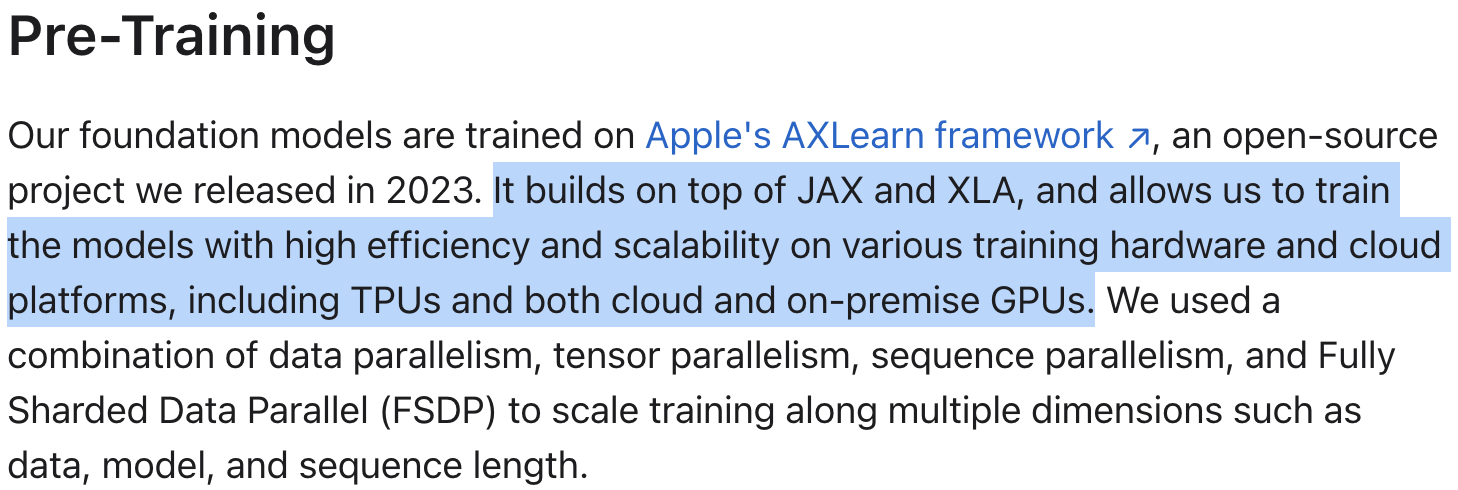 Pre-Training
Our foundation models are trained on Apple's AXLearn framework ↗, an open-source
project we released in 2023. It builds on top of JAX and XLA, and allows us to train
the models with high efficiency and scalability on various training hardware and cloud
platforms, including TPUs and both cloud and on-premise GPUs. We used a
combination of data parallelism, tensor parallelism, sequence parallelism, and Fully
Sharded Data Parallel (FSDP) to scale training along multiple dimensions such as
data, model, and sequence length.